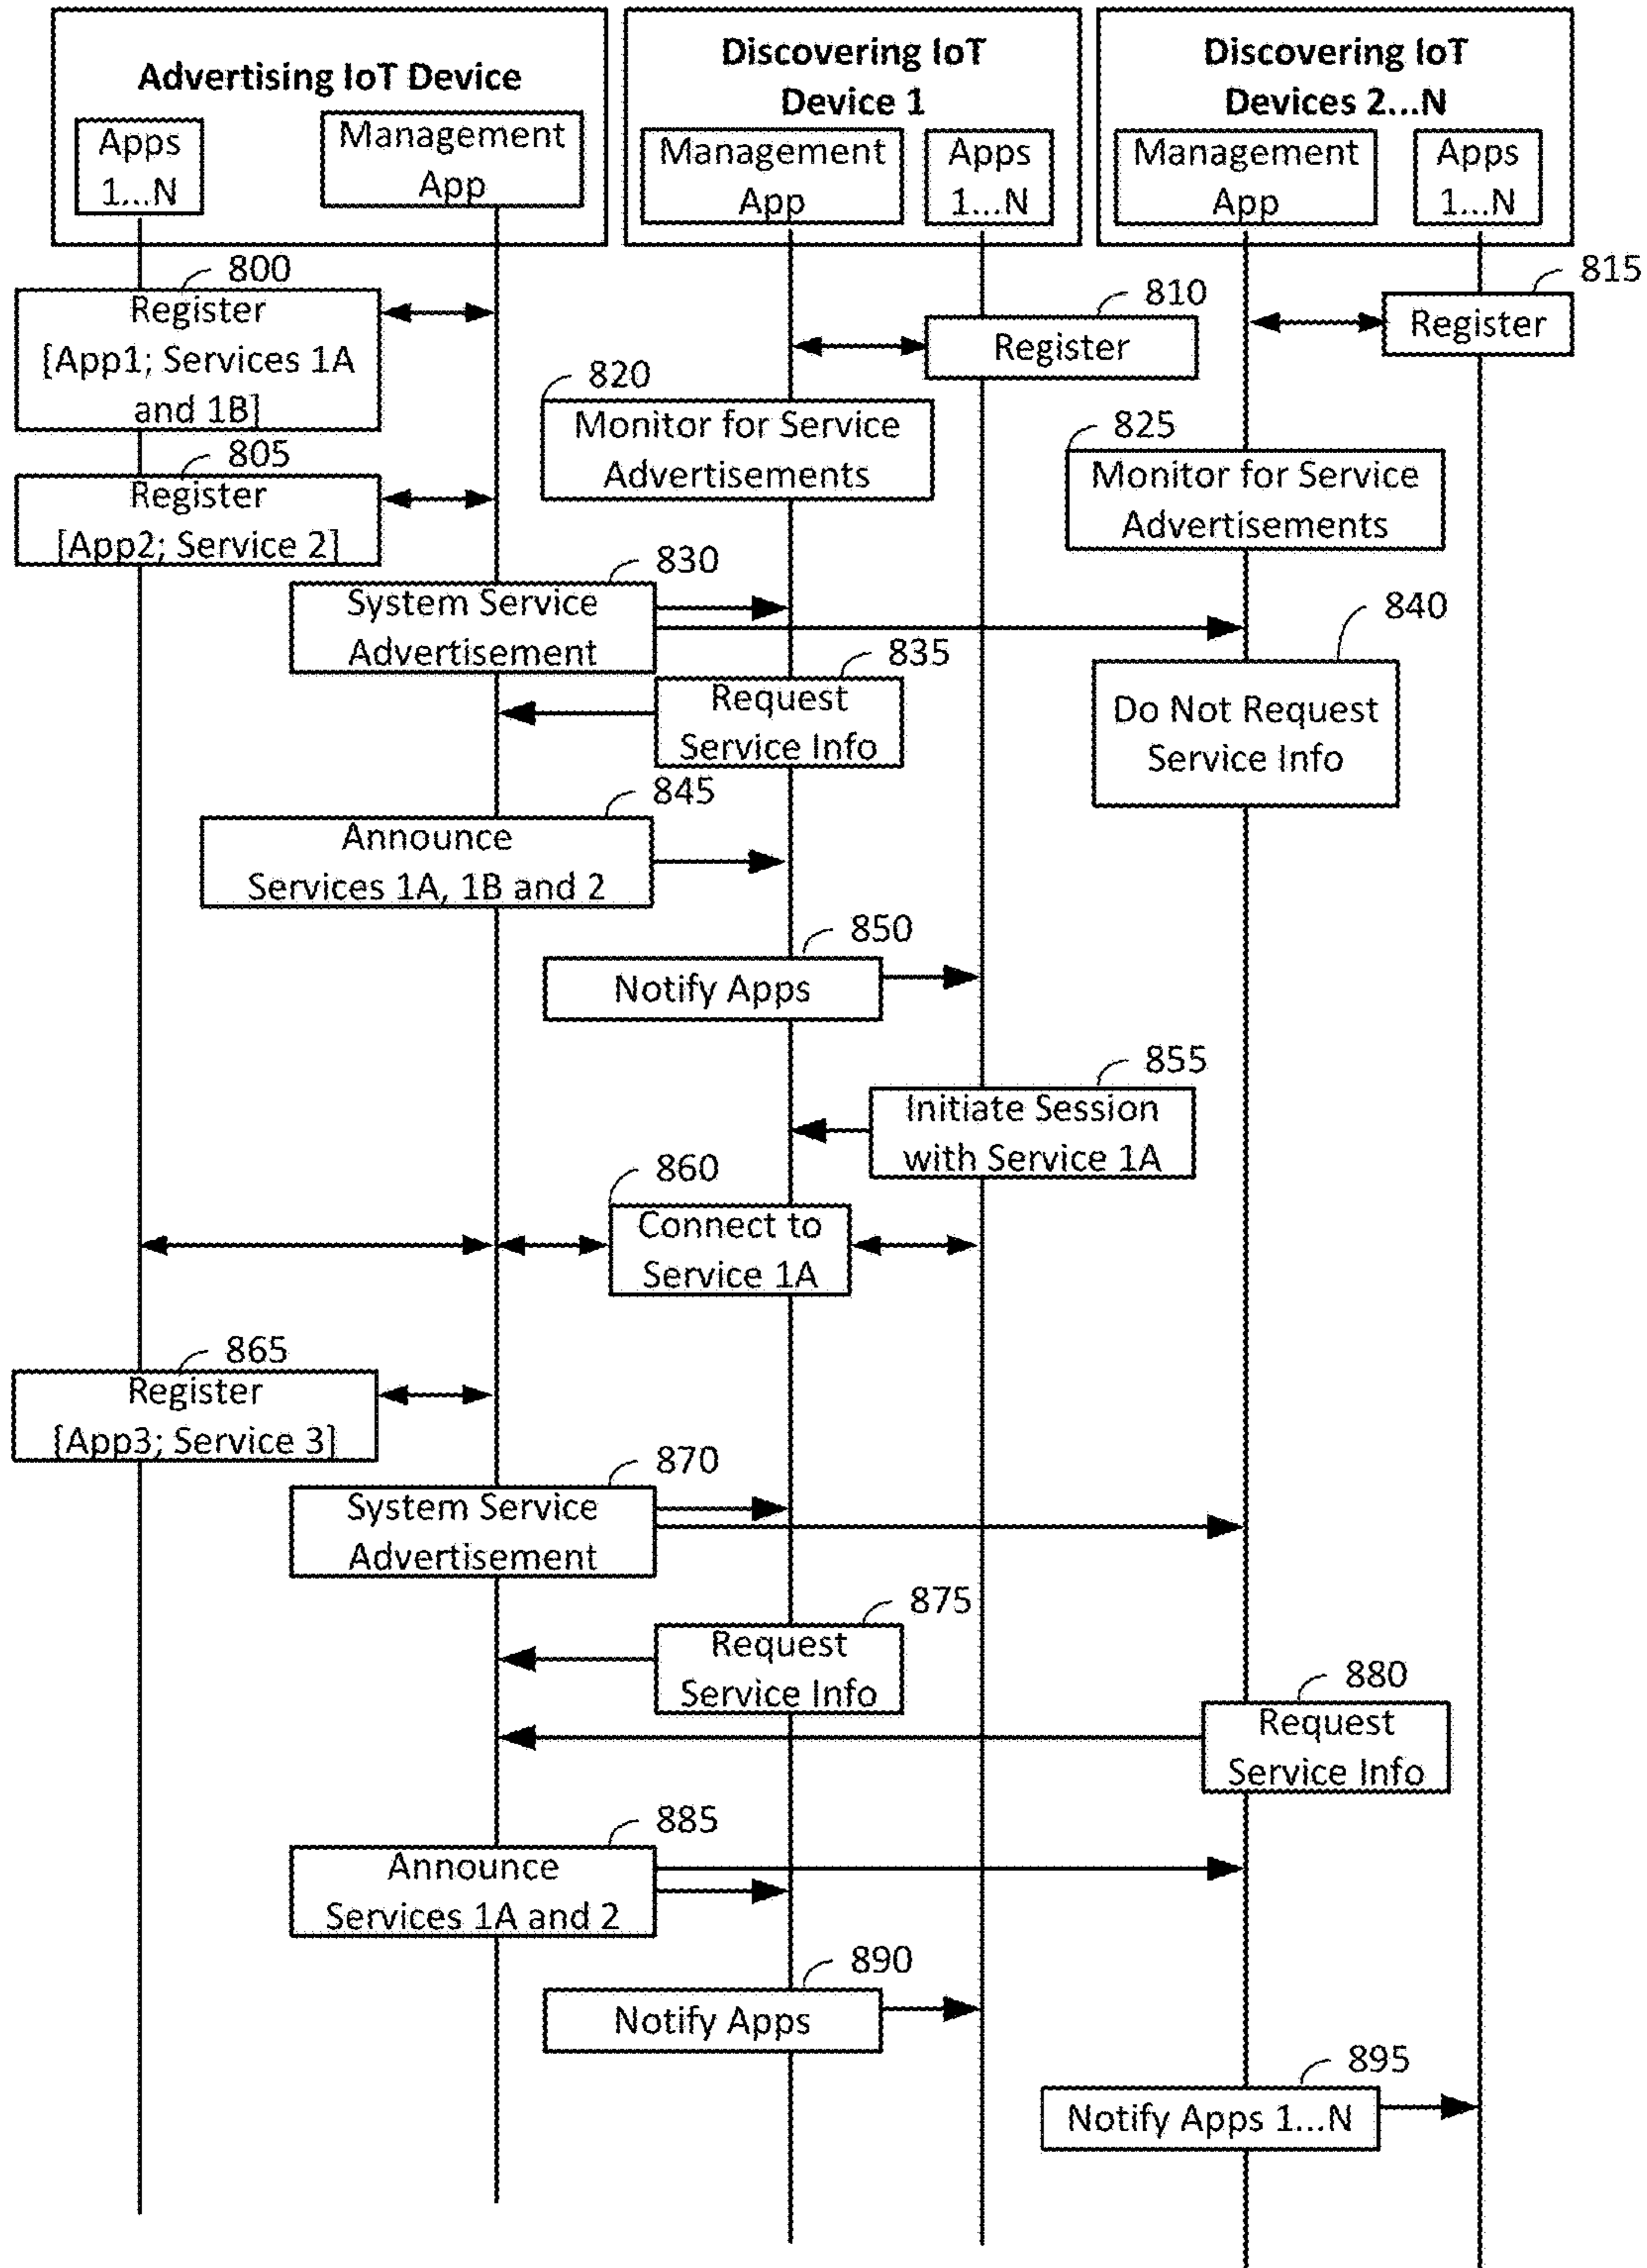 Advertising IoT Device
Apps
1...N
Management
App
Discovering IoT
Device 1
Management
App
Apps
1...N
Discovering IoT
Devices 2...N
Management
App
Apps
1...N
800
Register
[App1; Services 1A
and 1B]
810
Register
815
Register
820
Monitor for Service
Advertisements
825
Monitor for Service
Advertisements
805
Register
[App2; Service 2]
830
System Service
Advertisement
835
Request
Service Info
840
Do Not Request
Service Info
845
Announce
Services 1A, 1B and 2
850
Notify Apps
855
Initiate Session
with Service 1A
860
Connect to
Service 1A
865
Register
[App3; Service 3]
870
System Service
Advertisement
875
Request
Service Info
880
Request
Service Info
885
Announce
Services 1A and 2
890
Notify Apps
895
Notify Apps 1...N